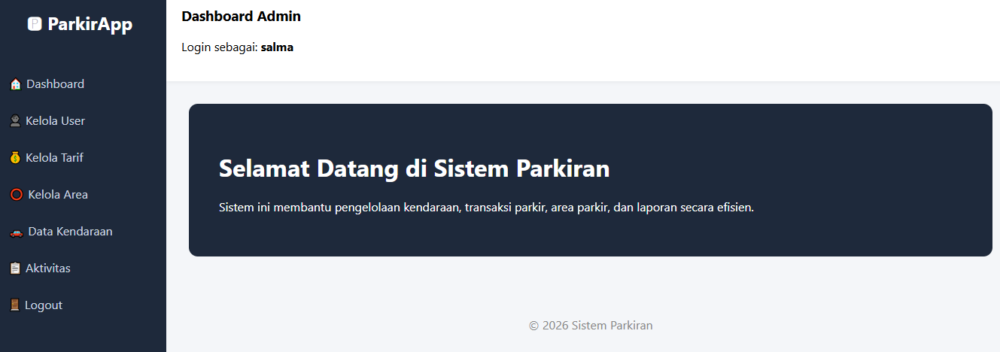 🅿️ ParkirApp
🏠 Dashboard
👤 Kelola User
💰 Kelola Tarif
⭕ Kelola Area
🚗 Data Kendaraan
📋 Aktivitas
🚪 Logout
Dashboard Admin
Login sebagai: salma
Selamat Datang di Sistem Parkiran
Sistem ini membantu pengelolaan kendaraan, transaksi parkir, area parkir, dan laporan secara efisien.
© 2026 Sistem Parkiran